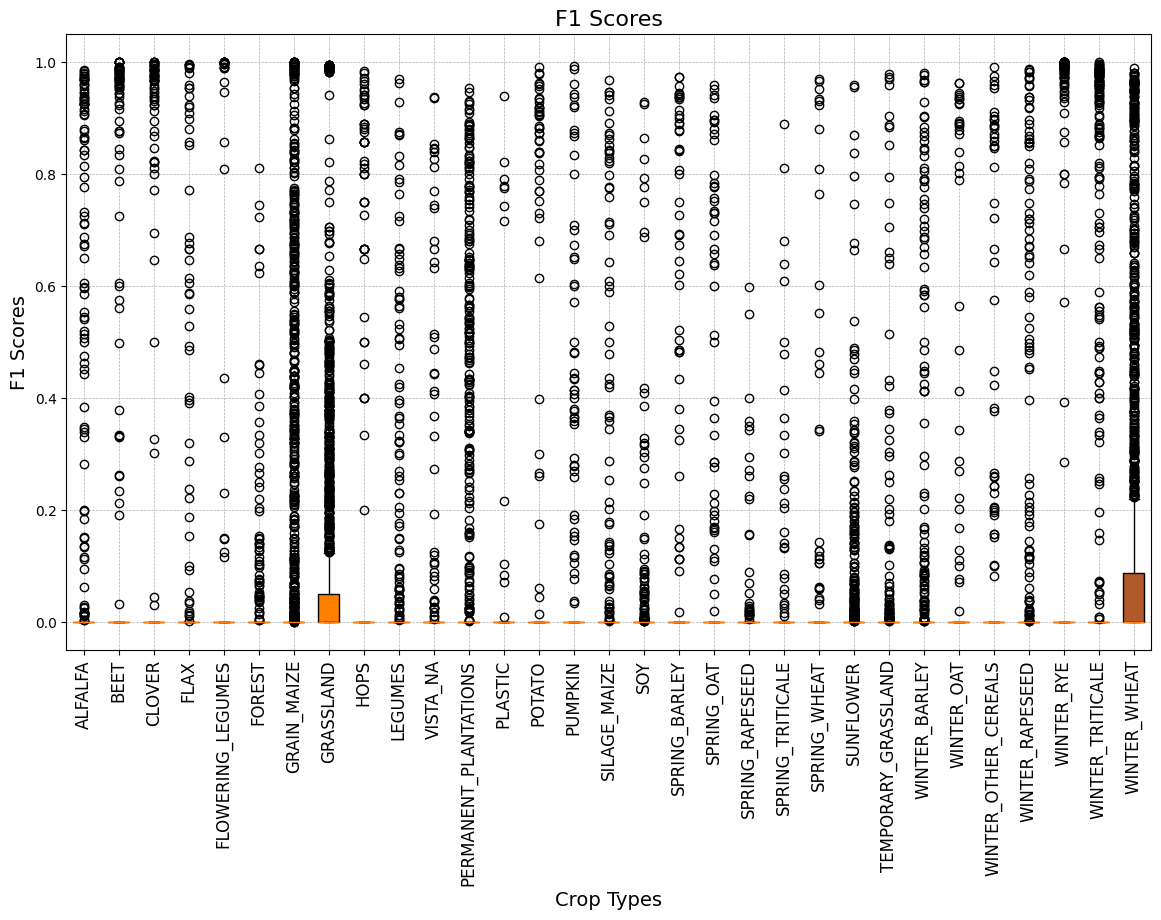 F1 Scores
F1 Scores
1.0
0.8
0.6
0.4
0.2
0.0
ALFALFA
BEET
CLOVER
FLAX
FLOWERING_LEGUMES
FOREST
GRAIN_MAIZE
GRASSLAND
HOPS
LEGUMES
VISTA_NA
PERMANENT_PLANTATIONS
PLASTIC
POTATO
PUMPKIN
SILAGE_MAIZE
SOY
SPRING_BARLEY
SPRING_OAT
SPRING_RAPESEED
SPRING_TRITICALE
SPRING_WHEAT
SUNFLOWER
TEMPORARY_GRASSLAND
WINTER_BARLEY
WINTER_OAT
WINTER_OTHER_CEREALS
WINTER_RAPESEED
WINTER_RYE
WINTER_TRITICALE
WINTER_WHEAT
Crop Types